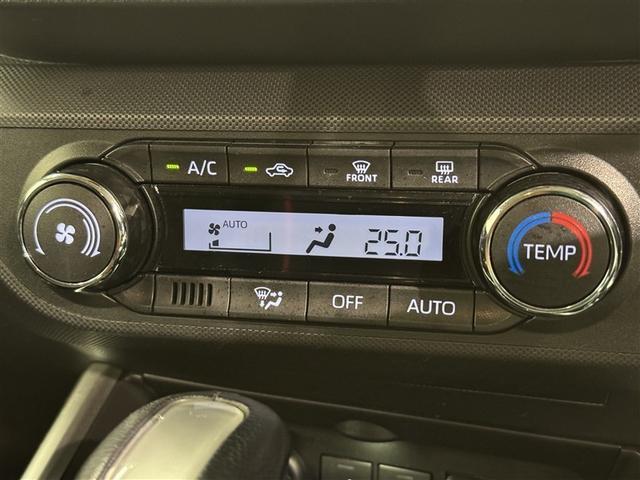 A/C
FRONT
REAR
AUTO
25.0
TEMP
OFF
AUTO